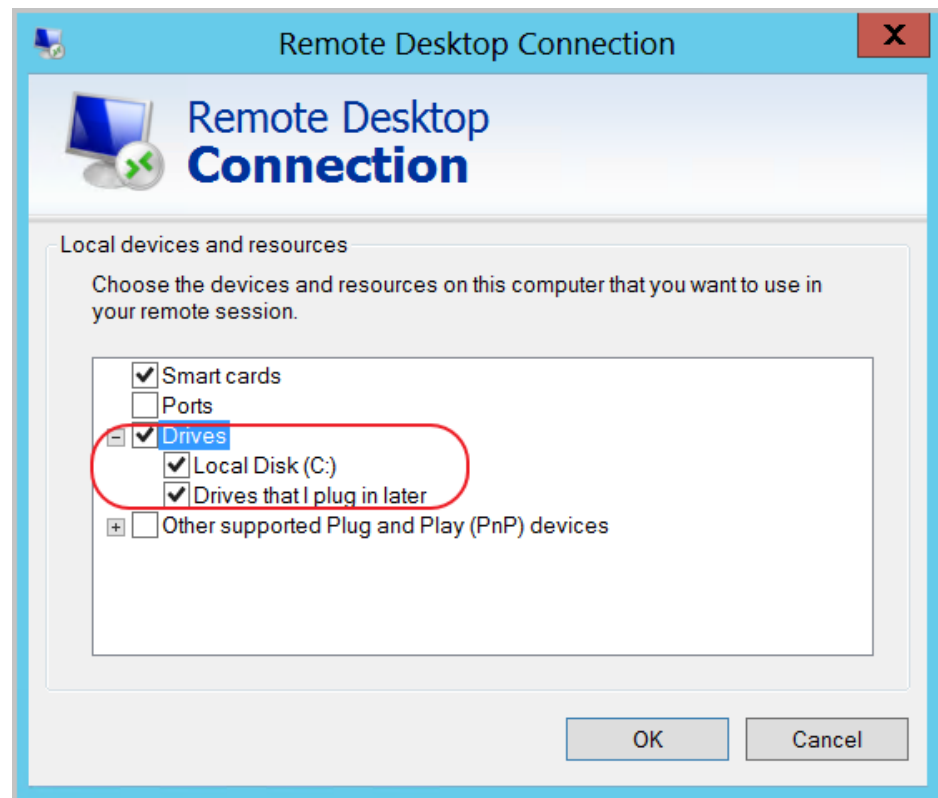 Remote Desktop Connection
X
Remote Desktop
Connection
Local devices and resources
Choose the devices and resources on this computer that you want to use in
your remote session.
Smart cards
Ports
Drives
Local Disk (C:)
Drives that I plug in later
Other supported Plug and Play (PnP) devices
OK
Cancel